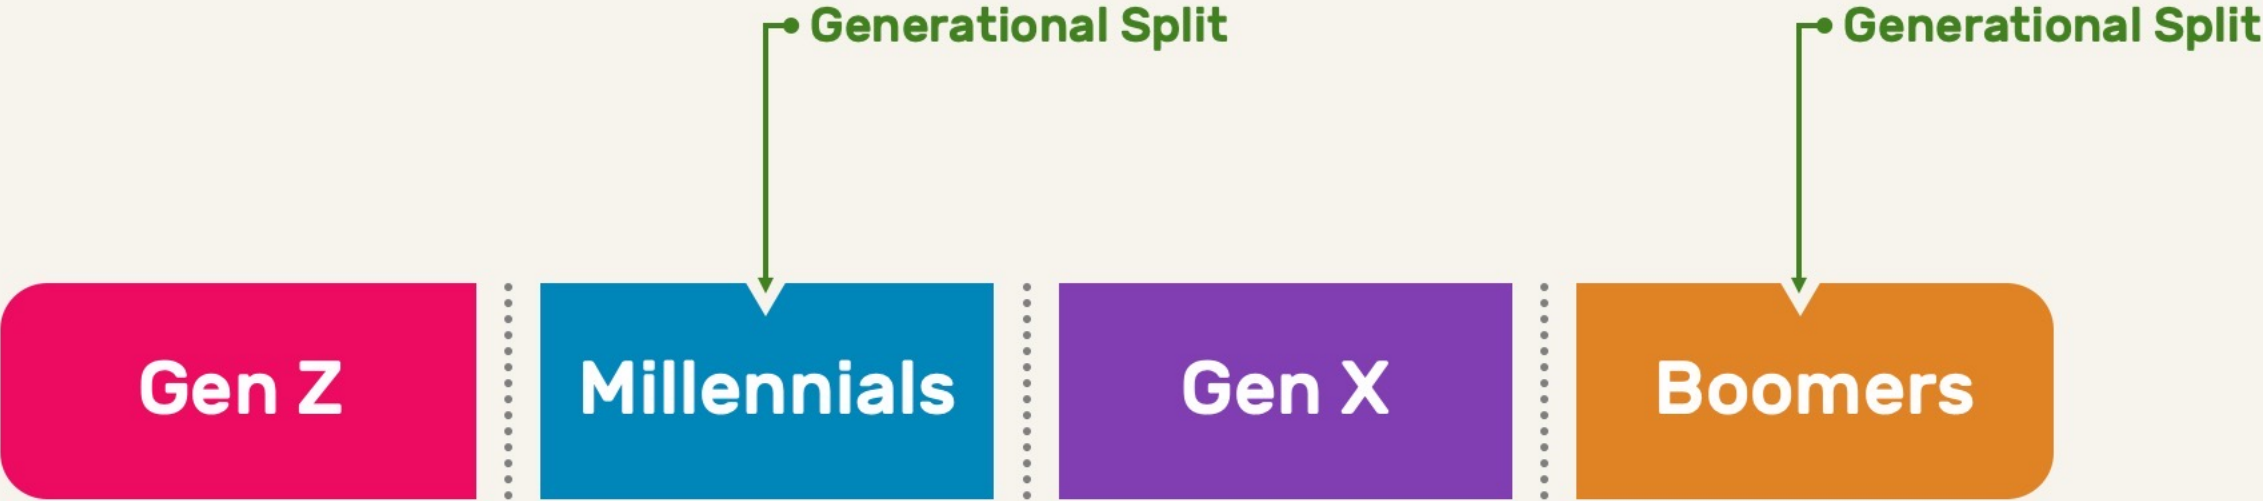 Generational Split
Generational Split
Gen Z
Millennials
Gen X
Boomers